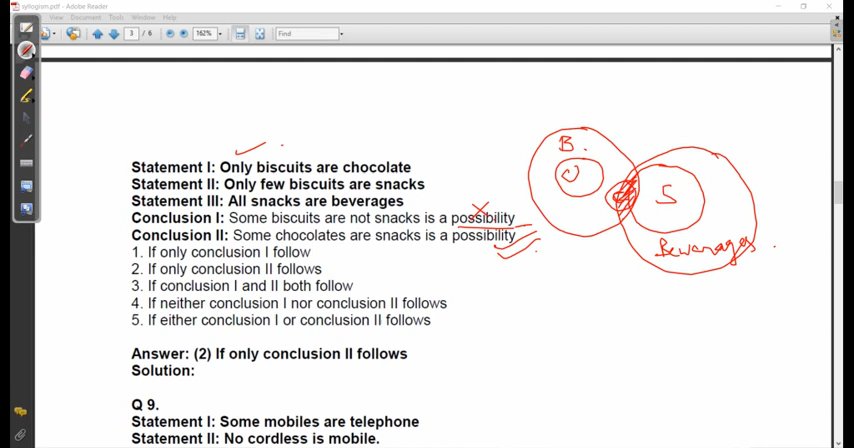 syllogism.pdf - Adobe Reader
View Document Tools Window Help
3 / 6 162% Find
Statement I: Only biscuits are chocolate
Statement II: Only few biscuits are snacks
Statement III: All snacks are beverages
Conclusion I: Some biscuits are not snacks is a possibility
Conclusion II: Some chocolates are snacks is a possibility
1. If only conclusion I follow
2. If only conclusion II follows
3. If conclusion I and II both follow
4. If neither conclusion I nor conclusion II follows
5. If either conclusion I or conclusion II follows
Answer: (2) If only conclusion II follows
Solution:
Q 9.
Statement I: Some mobiles are telephone
Statement II: No cordless is mobile.
B.
S
Bewarages.